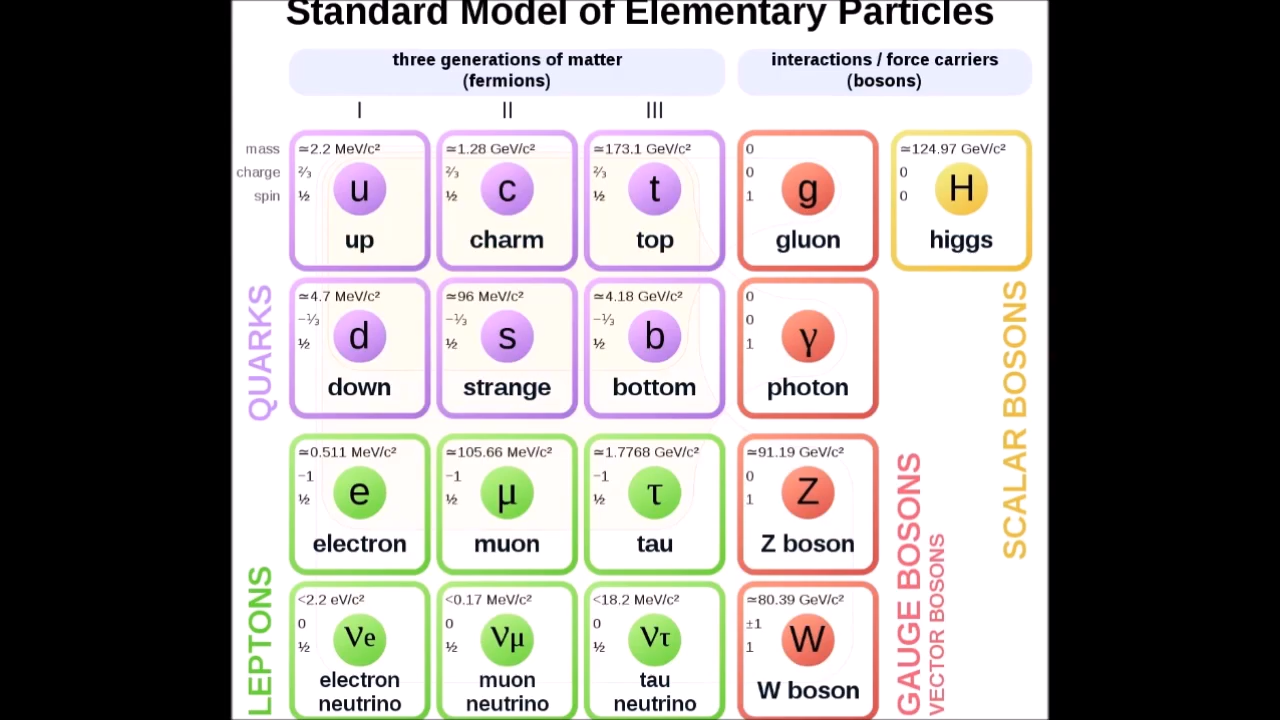 Standard Model of Elementary Particles
three generations of matter
(fermions)
interactions / force carriers
(bosons)
I
II
III
mass
charge
spin
≃2.2 MeV/c²
⅔
½
u
up
≃1.28 GeV/c²
⅔
½
c
charm
≃173.1 GeV/c²
⅔
½
t
top
0
0
1
g
gluon
≃124.97 GeV/c²
0
0
H
higgs
QUARKS
≃4.7 MeV/c²
−⅓
½
d
down
≃96 MeV/c²
−⅓
½
s
strange
≃4.18 GeV/c²
−⅓
½
b
bottom
0
0
1
γ
photon
SCALAR BOSONS
LEPTONS
≃0.511 MeV/c²
−1
½
e
electron
≃105.66 MeV/c²
−1
½
μ
muon
≃1.7768 GeV/c²
−1
½
τ
tau
≃91.19 GeV/c²
0
1
Z
Z boson
GAUGE BOSONS
VECTOR BOSONS
<2.2 eV/c²
0
½
νe
electron
neutrino
<0.17 MeV/c²
0
½
νμ
muon
neutrino
<18.2 MeV/c²
0
½
ντ
tau
neutrino
≃80.39 GeV/c²
±1
1
W
W boson